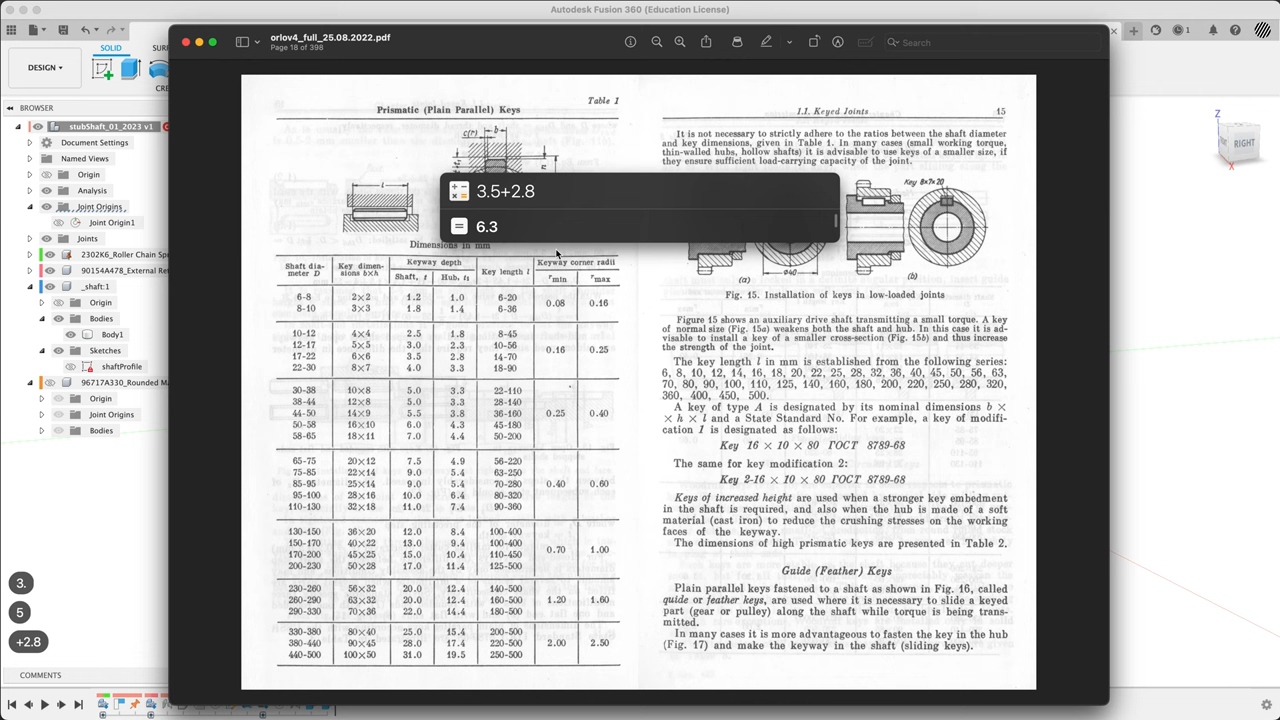 Autodesk Fusion 360 (Education License)
orlov4_full_25.08.2022.pdf
Page 18 of 398
Search
SOLID
DESIGN
1
BROWSER
stubShaft_01_2023 v1
Document Settings
Named Views
Origin
Analysis
Joint Origins
Joint Origin1
Joints
2302K6_Roller Chain Sp
90154A478_External Re
_shaft:1
Origin
Bodies
Body1
Sketches
shaftProfile
96717A330_Rounded Ma
Origin
Joint Origins
Bodies
3.
5
+2.8
COMMENTS
Z
RIGHT
3.5+2.8
6.3
Table 1
Prismatic (Plain Parallel) Keys
c(r) b
l
Dimensions in mm
Shaft dia-meter D | Key dimen-sions b×h | Keyway depth Shaft, t | Hub, t₁ | Key length l | Keyway corner radii rmin | rmax
6-8 2×2 1.2 1.0 6-20 0.08 0.16
8-10 3×3 1.8 1.4 6-36
10-12 4×4 2.5 1.8 8-45
12-17 5×5 3.0 2.3 10-56 0.16 0.25
17-22 6×6 3.5 2.8 14-70
22-30 8×7 4.0 3.3 18-90
30-38 10×8 5.0 3.3 22-110
38-44 12×8 5.0 3.3 28-140
44-50 14×9 5.5 3.8 36-160 0.25 0.40
50-58 16×10 6.0 4.3 45-180
58-65 18×11 7.0 4.4 50-200
65-75 20×12 7.5 4.9 56-220
75-85 22×14 9.0 5.4 63-250
85-95 25×14 9.0 5.4 70-280 0.40 0.60
95-100 28×16 10.0 6.4 80-320
110-130 32×18 11.0 7.4 90-360
130-150 36×20 12.0 8.4 100-400
150-170 40×22 13.0 9.4 100-400 0.70 1.00
170-200 45×25 15.0 10.4 110-450
200-230 50×28 17.0 11.4 125-500
230-260 56×32 20.0 12.4 140-500
260-290 63×32 20.0 12.4 160-500 1.20 1.60
290-330 70×36 22.0 14.4 180-500
330-380 80×40 25.0 15.4 200-500
380-440 90×45 28.0 17.4 220-500 2.00 2.50
440-500 100×50 31.0 19.5 250-500
1.1. Keyed Joints 15
It is not necessary to strictly adhere to the ratios between the shaft diameter
and key dimensions, given in Table 1. In many cases (small working torque,
thin-walled hubs, hollow shafts) it is advisable to use keys of a smaller size, if
they ensure sufficient load-carrying capacity of the joint.
Key 8×7×20
φ40
(a) (b)
Fig. 15. Installation of keys in low-loaded joints
Figure 15 shows an auxiliary drive shaft transmitting a small torque. A key
of normal size (Fig. 15a) weakens both the shaft and hub. In this case it is ad-
visable to install a key of a smaller cross-section (Fig. 15b) and thus increase
the strength of the joint.
The key length l in mm is established from the following series:
6, 8, 10, 12, 14, 16, 18, 20, 22, 25, 28, 32, 36, 40, 45, 50, 56, 63,
70, 80, 90, 100, 110, 125, 140, 160, 180, 200, 220, 250, 280, 320,
360, 400, 450, 500.
A key of type A is designated by its nominal dimensions b ×
× h × l and a State Standard No. For example, a key of modifi-
cation 1 is designated as follows:
Key 16 × 10 × 80 ГОСТ 8789-68
The same for key modification 2:
Key 2-16 × 10 × 80 ГОСТ 8789-68
Keys of increased height are used when a stronger key embedment
in the shaft is required, and also when the hub is made of a soft
material (cast iron) to reduce the crushing stresses on the working
faces of the keyway.
The dimensions of high prismatic keys are presented in Table 2.
Guide (Feather) Keys
Plain parallel keys fastened to a shaft as shown in Fig. 16, called
guide or feather keys, are used where it is necessary to slide a keyed
part (gear or pulley) along the shaft while torque is being trans-
mitted.
In many cases it is more advantageous to fasten the key in the hub
(Fig. 17) and make the keyway in the shaft (sliding keys).